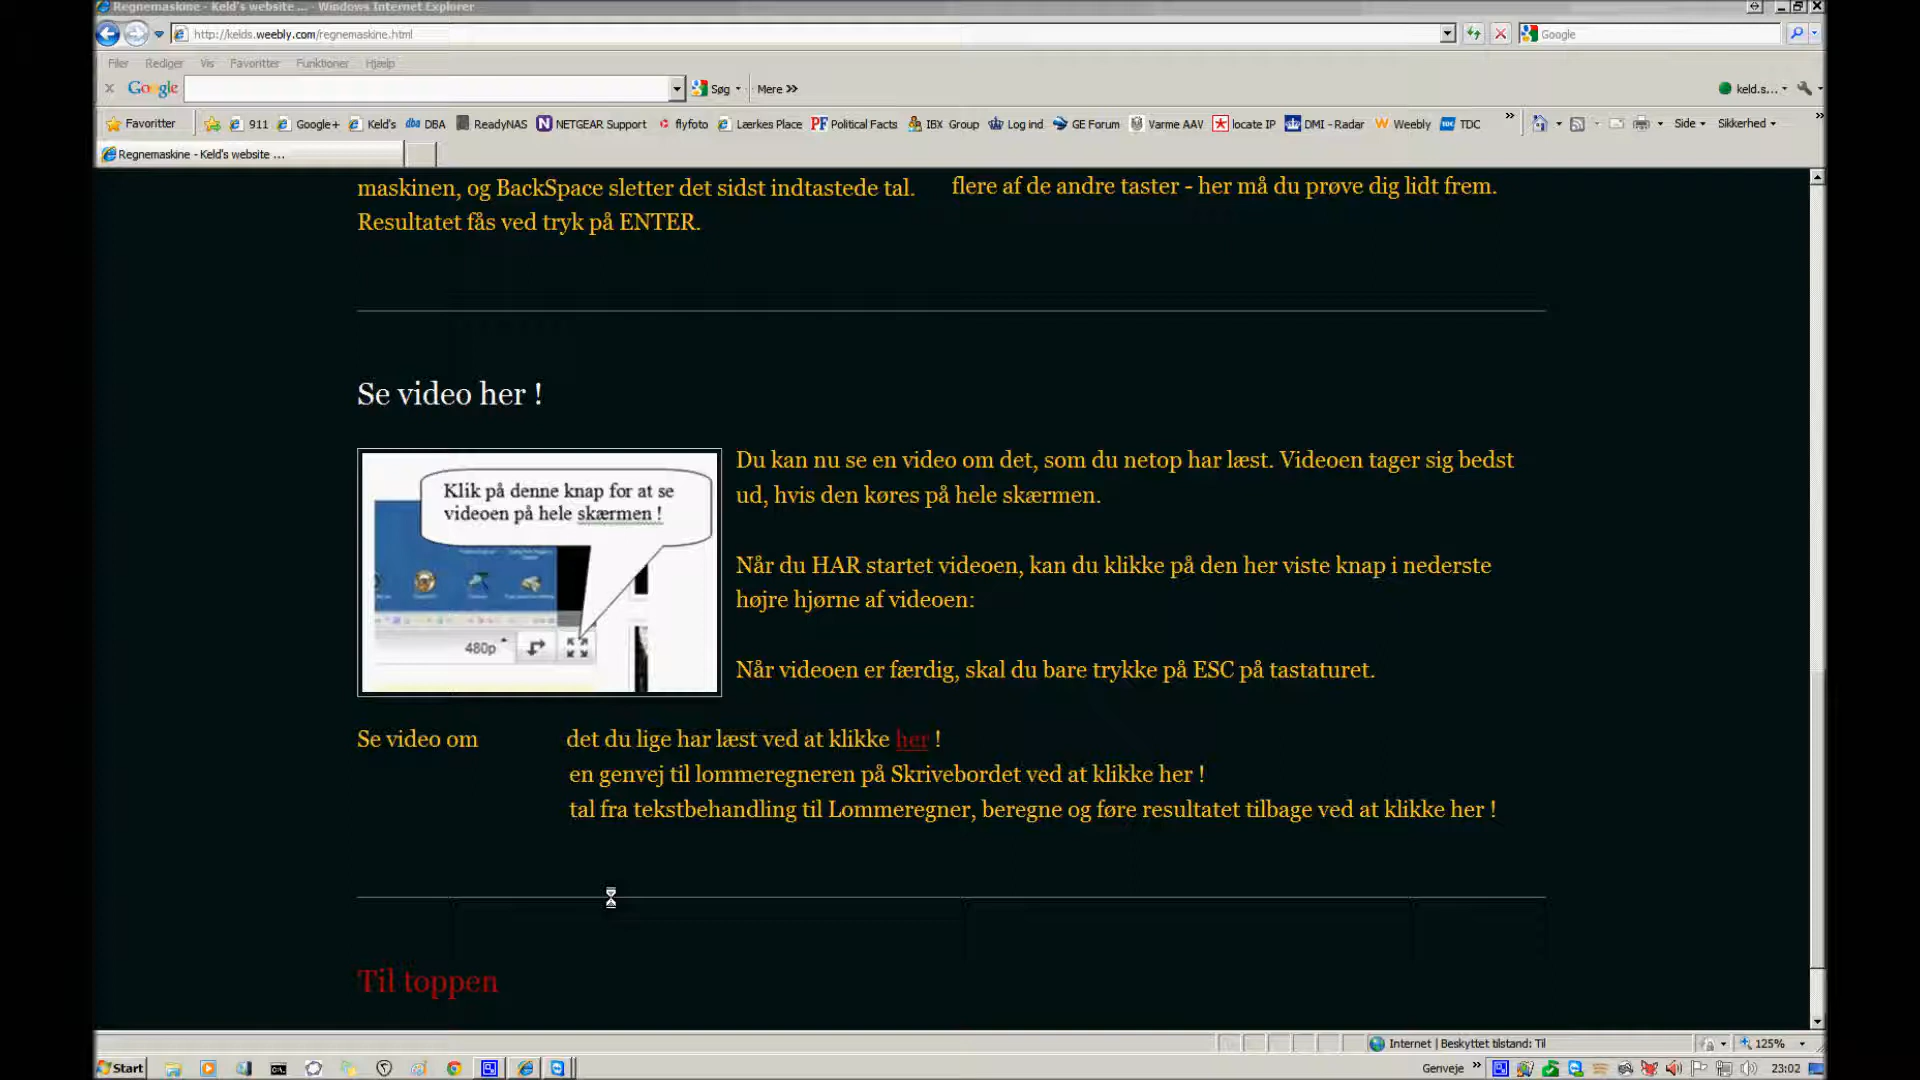 Regnemaskine - Keld's website ... - Windows Internet Explorer
http://kelds.weebly.com/regnemaskine.html
Google
Filer Rediger Vis Favoritter Funktioner Hjælp
x Google Søg Mere »
keld.s...
Favoritter 911 Google+ Keld's dba DBA ReadyNAS N NETGEAR Support flyfoto Lærkes Place PF Political Facts IBX Group Log ind GE Forum Varme AAV locate IP DMI - Radar W Weebly TDC TDC » Side Sikkerhed »
Regnemaskine - Keld's website ...
maskinen, og BackSpace sletter det sidst indtastede tal.
Resultatet fås ved tryk på ENTER.
flere af de andre taster - her må du prøve dig lidt frem.
Se video her !
Klik på denne knap for at se
videoen på hele skærmen !
480p
Du kan nu se en video om det, som du netop har læst. Videoen tager sig bedst
ud, hvis den køres på hele skærmen.
Når du HAR startet videoen, kan du klikke på den her viste knap i nederste
højre hjørne af videoen:
Når videoen er færdig, skal du bare trykke på ESC på tastaturet.
Se video om det du lige har læst ved at klikke her !
en genvej til lommeregneren på Skrivebordet ved at klikke her !
tal fra tekstbehandling til Lommeregner, beregne og føre resultatet tilbage ved at klikke her !
Til toppen
Internet | Beskyttet tilstand: Til
125%
Start
Genveje »
23:02